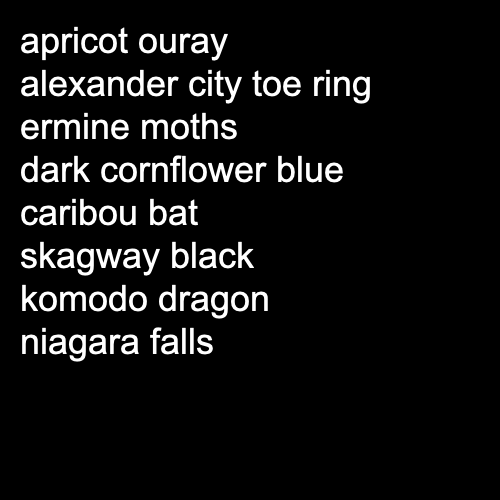 apricot ouray
alexander city toe ring
ermine moths
dark cornflower blue
caribou bat
skagway black
komodo dragon
niagara falls